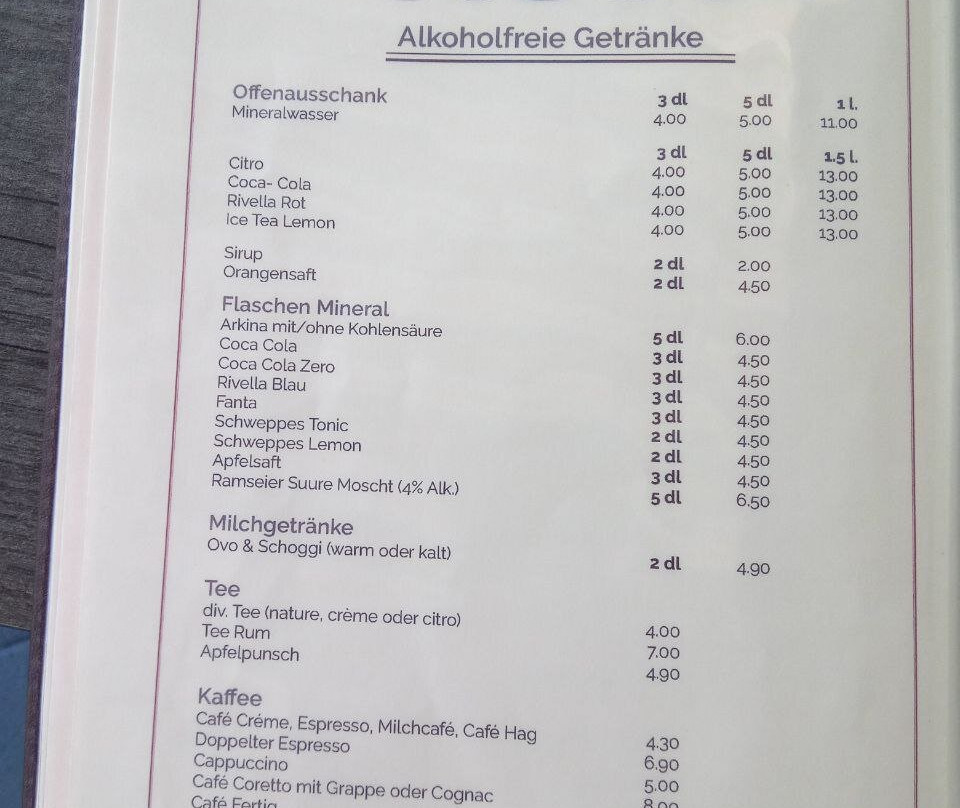 Alkoholfreie Getränke
Offenausschank 3 dl 5 dl 1 l.
Mineralwasser 4.00 5.00 11.00
3 dl 5 dl 1.5 l.
Citro 4.00 5.00 13.00
Coca- Cola 4.00 5.00 13.00
Rivella Rot 4.00 5.00 13.00
Ice Tea Lemon 4.00 5.00 13.00
Sirup 2 dl 2.00
Orangensaft 2 dl 4.50
Flaschen Mineral
Arkina mit/ohne Kohlensäure 5 dl 6.00
Coca Cola 3 dl 4.50
Coca Cola Zero 3 dl 4.50
Rivella Blau 3 dl 4.50
Fanta 3 dl 4.50
Schweppes Tonic 2 dl 4.50
Schweppes Lemon 2 dl 4.50
Apfelsaft 3 dl 4.50
Ramseier Suure Moscht (4% Alk.) 5 dl 6.50
Milchgetränke
Ovo & Schoggi (warm oder kalt) 2 dl 4.90
Tee
div. Tee (nature, crème oder citro) 4.00
Tee Rum 7.00
Apfelpunsch 4.90
Kaffee
Café Créme, Espresso, Milchcafé, Café Hag 4.30
Doppelter Espresso 6.90
Cappuccino 5.00
Café Coretto mit Grappe oder Cognac 8.00
Café Fertig